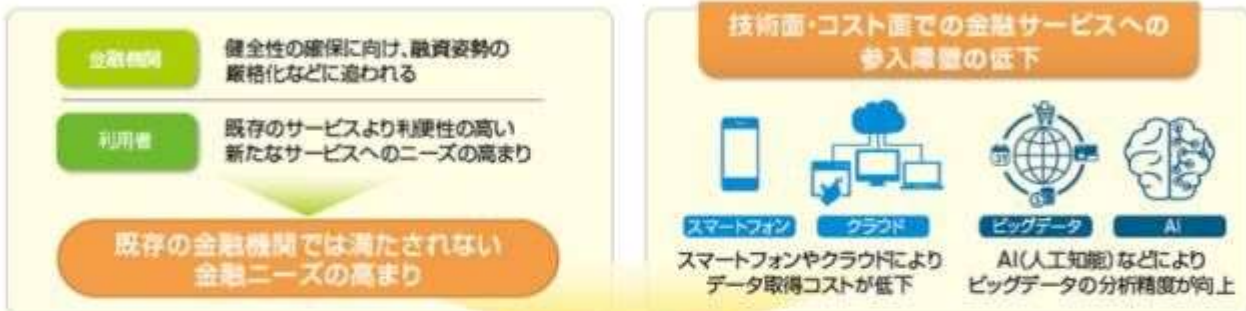 金融機関
健全性の確保に向け、融資姿勢の
厳格化などに追われる
利用者
既存のサービスより利便性の高い
新たなサービスへのニーズの高まり
既存の金融機関では満たされない
金融ニーズの高まり
技術面・コスト面での金融サービスへの
参入障壁の低下
スマートフォン
クラウド
ビッグデータ
AI
スマートフォンやクラウドにより
データ取得コストが低下
AI(人工知能)などにより
ビッグデータの分析精度が向上